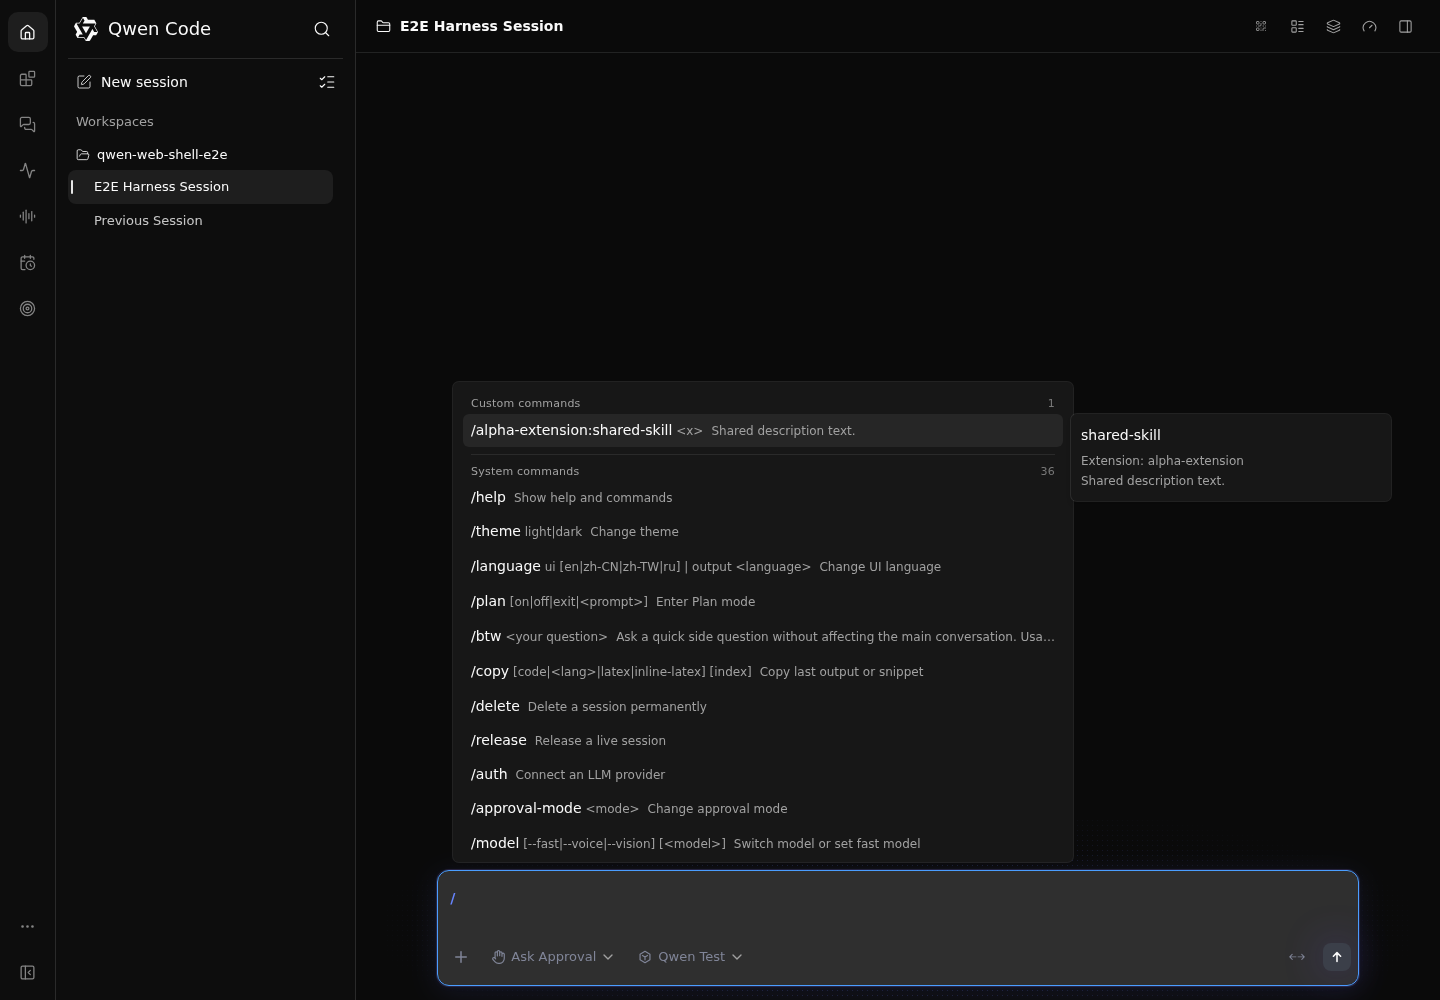 Qwen Code
New session
Workspaces
qwen-web-shell-e2e
E2E Harness Session
Previous Session
E2E Harness Session
Custom commands 1
/alpha-extension:shared-skill <x> Shared description text.
System commands 36
/help Show help and commands
/theme light|dark Change theme
/language ui [en|zh-CN|zh-TW|ru] | output <language> Change UI language
/plan [on|off|exit|<prompt>] Enter Plan mode
/btw <your question> Ask a quick side question without affecting the main conversation. Usa…
/copy [code|<lang>|latex|inline-latex] [index] Copy last output or snippet
/delete Delete a session permanently
/release Release a live session
/auth Connect an LLM provider
/approval-mode <mode> Change approval mode
/model [--fast|--voice|--vision] [<model>] Switch model or set fast model
shared-skill
Extension: alpha-extension
Shared description text.
/
Ask Approval
Qwen Test